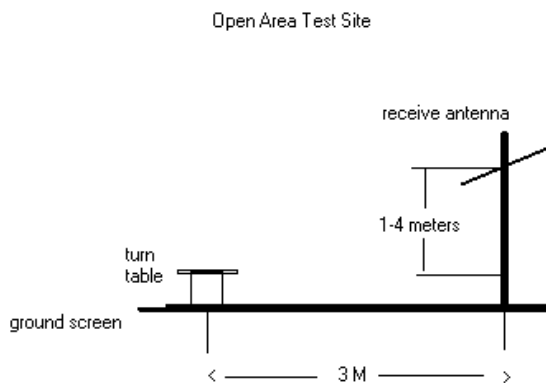 Open Area Test Site
receive antenna
1-4 meters
turn
table
ground screen
3 M